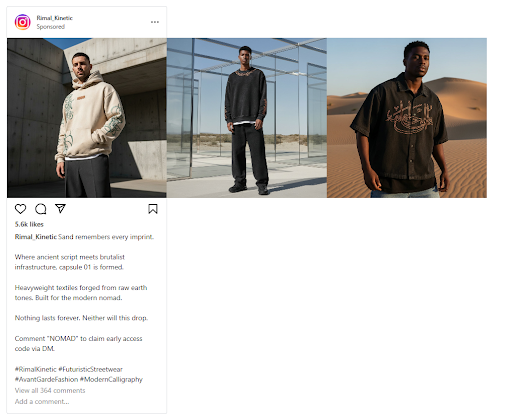 Rimal_Kinetic
Sponsored
5.6k likes
Rimal_Kinetic Sand remembers every imprint.
Where ancient script meets brutalist
infrastructure. capsule 01 is formed.
Heavyweight textiles forged from raw earth
tones. Built for the modern nomad.
Nothing lasts forever. Neither will this drop.
Comment "NOMAD" to claim early access
code via DM.
#RimalKinetic #FuturisticStreetwear
#AvantGardeFashion #ModernCalligraphy
View all 364 comments
Add a comment...